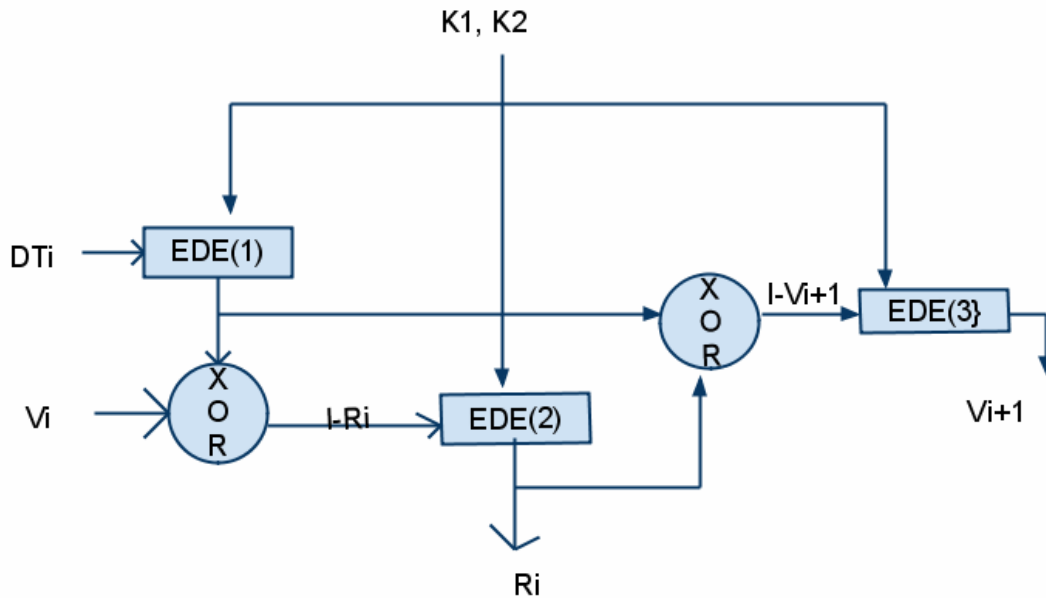 K1, K2
DTi
EDE(1)
X
O
R
I-Vi+1
EDE(3}
Vi
X
O
R
I-Ri
EDE(2)
Vi+1
Ri